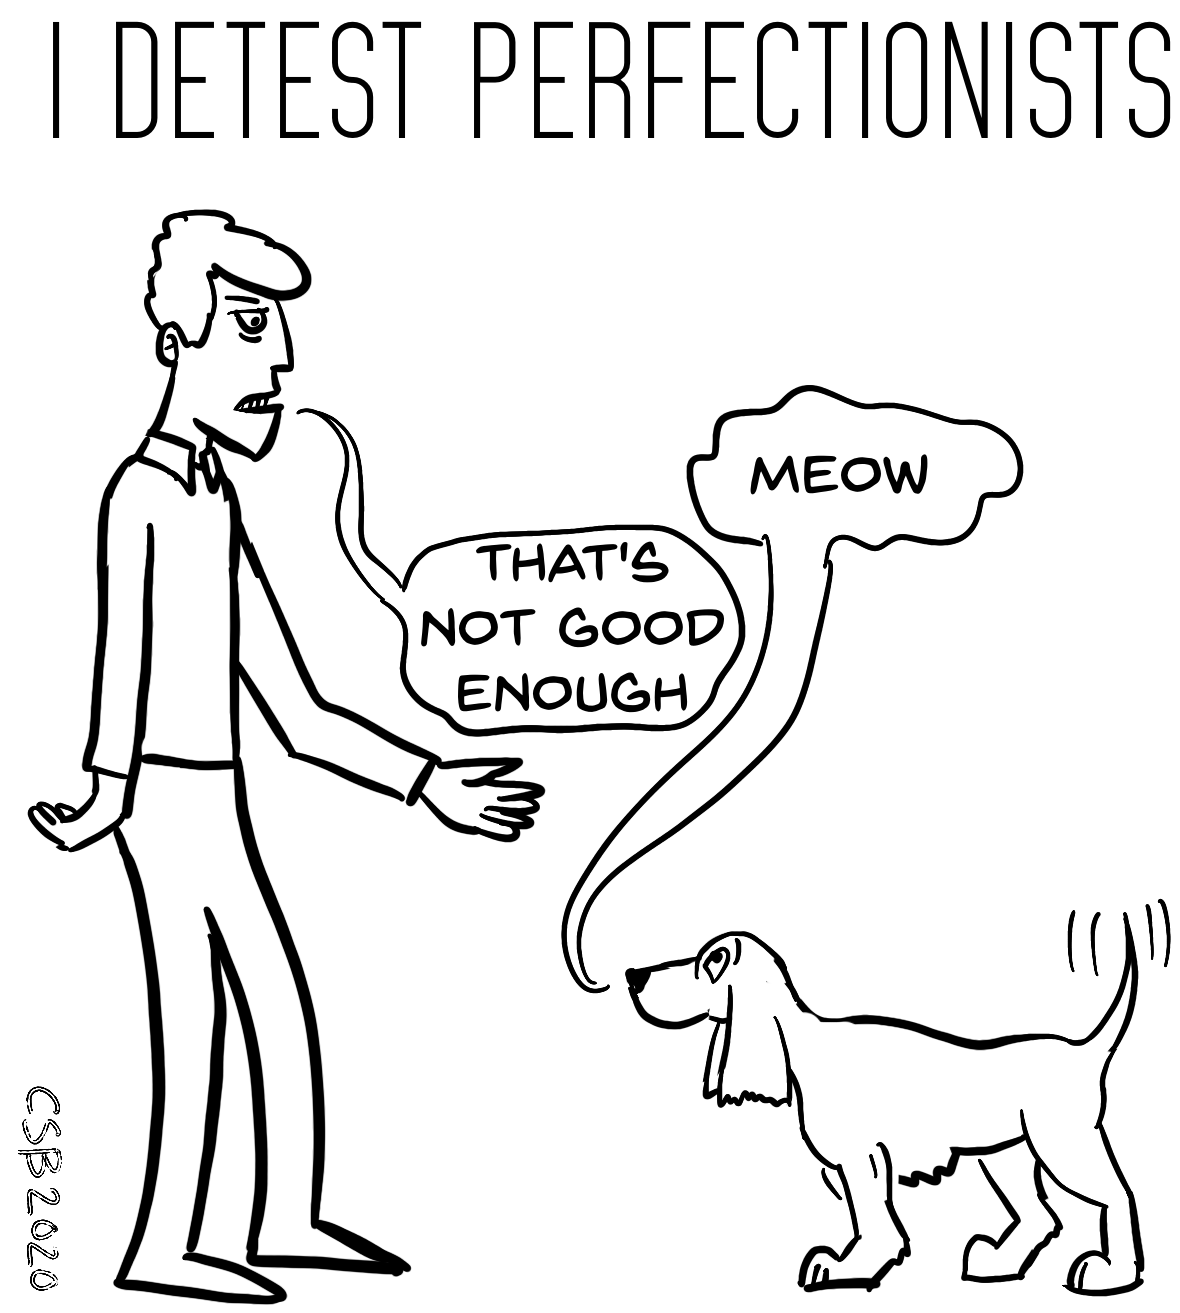 I DETEST PERFECTIONISTS
MEOW
THAT'S
NOT GOOD
ENOUGH
CSB2020